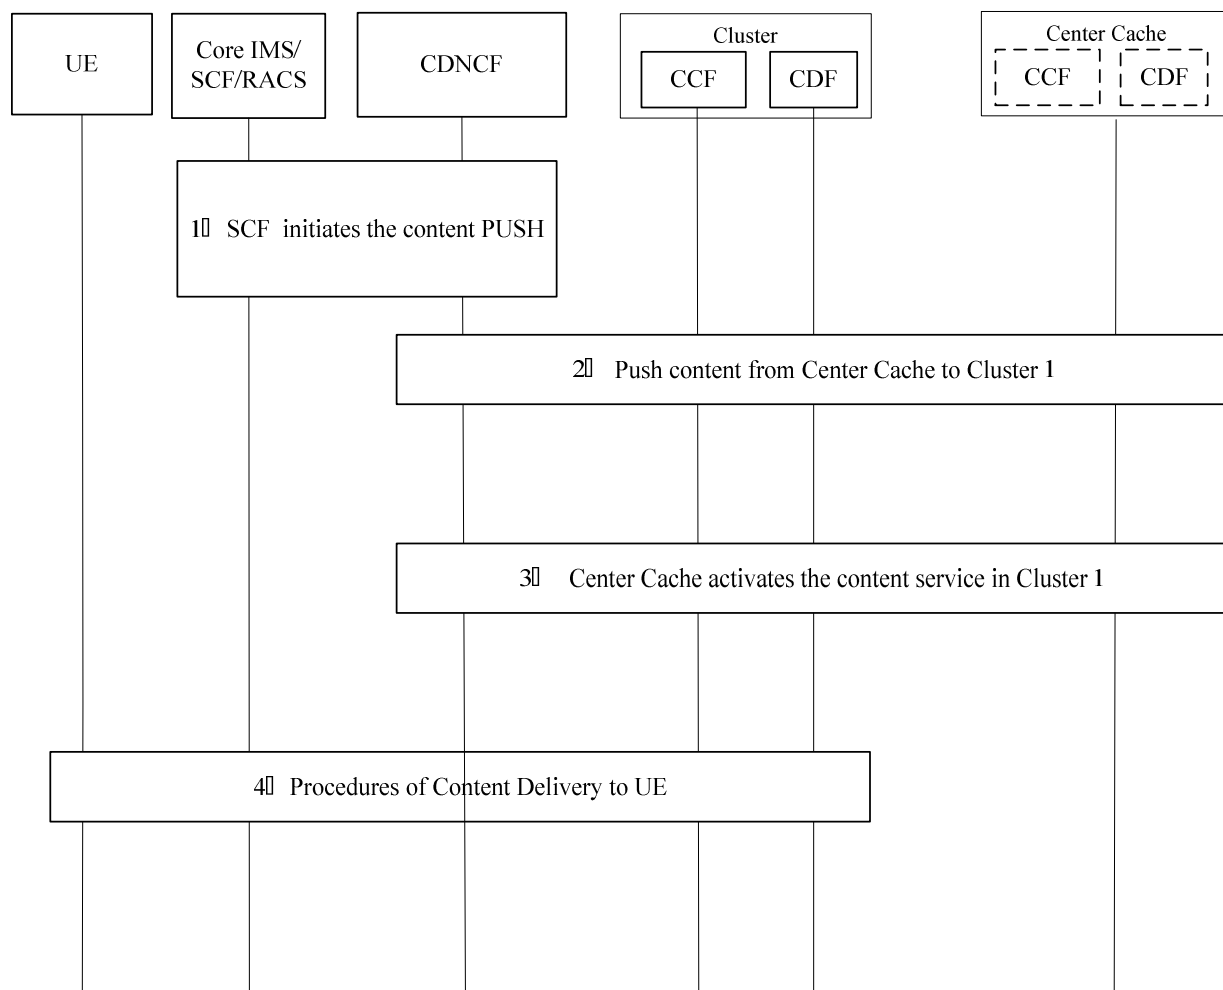 UE
Core IMS/
SCF/RACS
CDNCF
Cluster
CCF
CDF
Center Cache
CCF
CDF
1▯ SCF initiates the content PUSH
2▯ Push content from Center Cache to Cluster 1
3▯ Center Cache activates the content service in Cluster 1
4▯ Procedures of Content Delivery to UE